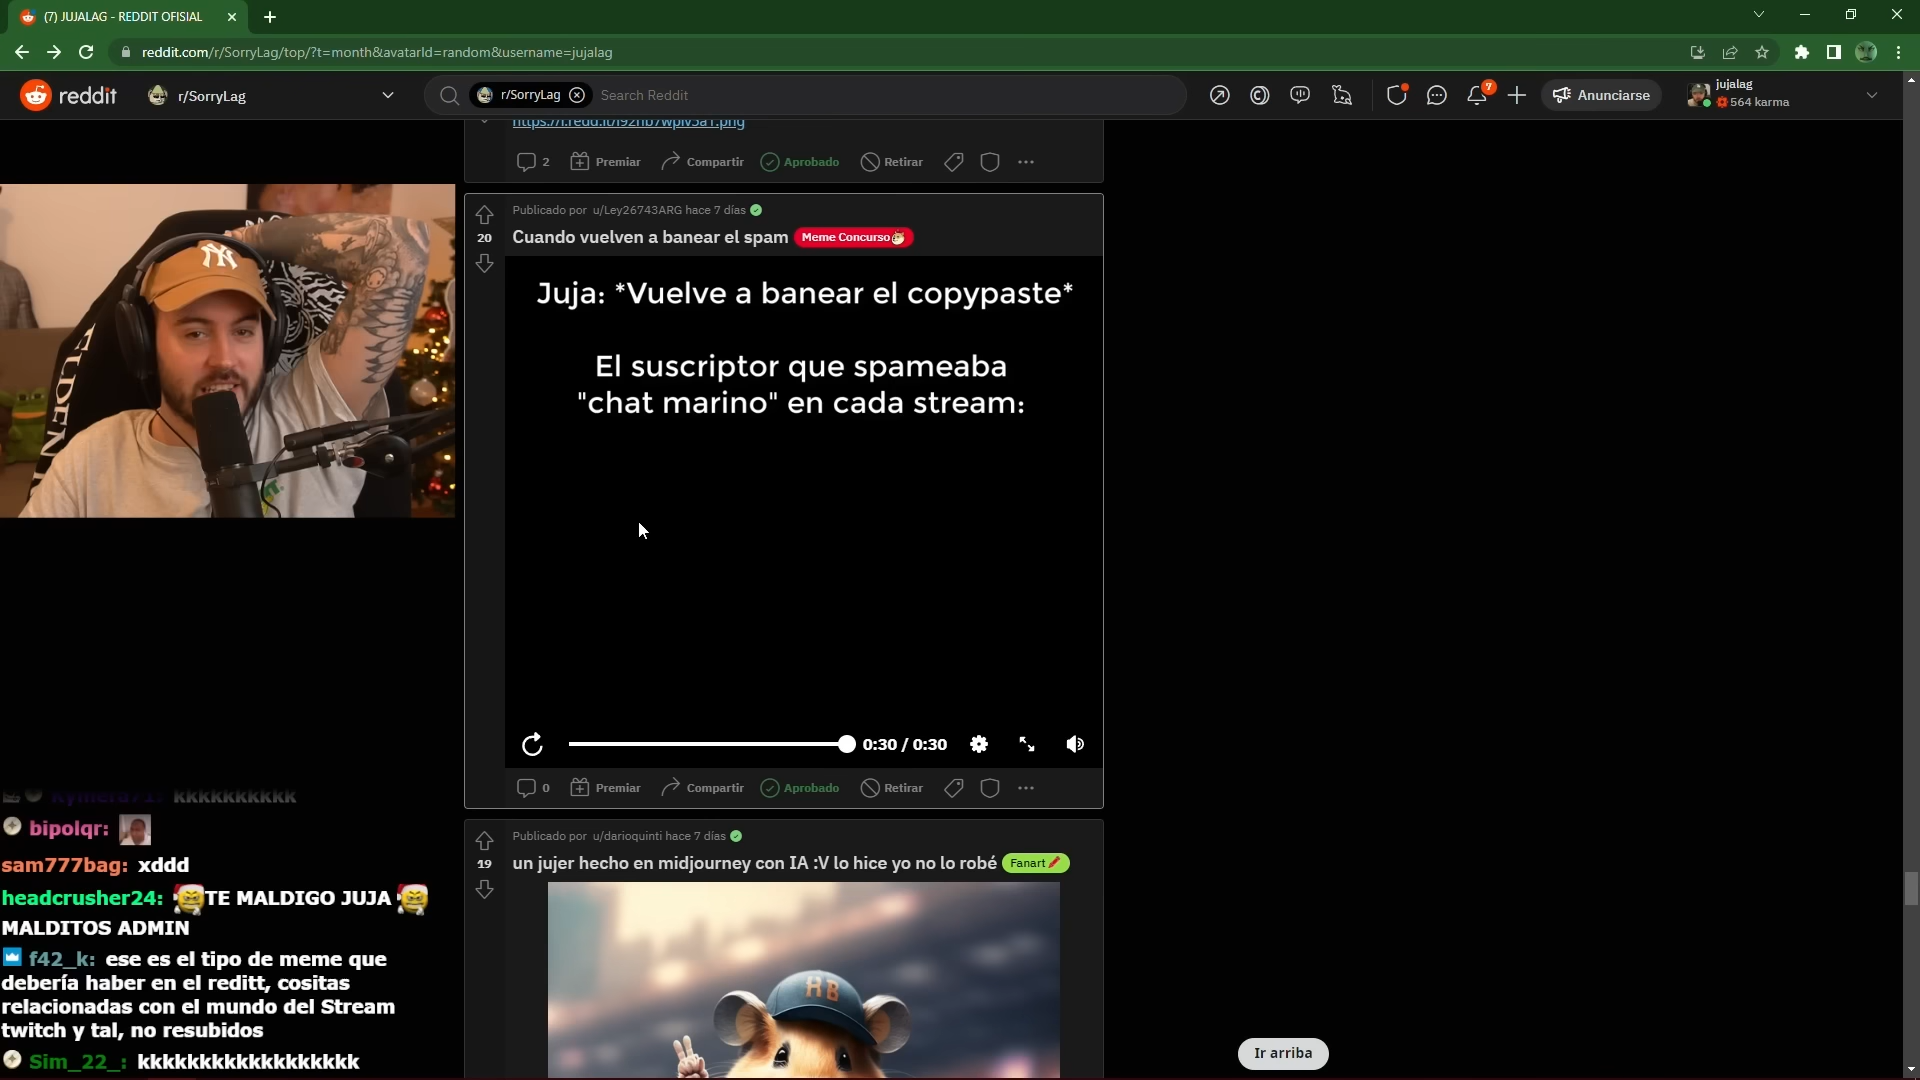 (7) JUJALAG - REDDIT OFISIAL
reddit.com/r/SorryLag/top/?t=month&avatarId=random&username=jujalag
reddit
r/SorryLag
r/SorryLag
Search Reddit
7
Anunciarse
jujalag
564 karma
2
Premiar
Compartir
Aprobado
Retirar
Publicado por u/Ley26743ARG hace 7 días
20
Cuando vuelven a banear el spam
Meme Concurso
Juja: *Vuelve a banear el copypaste*
El suscriptor que spameaba
"chat marino" en cada stream:
0:30 / 0:30
0
Premiar
Compartir
Aprobado
Retirar
Publicado por u/darioquinti hace 7 días
19
un jujer hecho en midjourney con IA :V lo hice yo no lo robé
Fanart
HB
NY
kkkkkkkkkk
bipolqr:
sam777bag: xddd
headcrusher24: TE MALDIGO JUJA
MALDITOS ADMIN
f42_k: ese es el tipo de meme que
debería haber en el reditt, cositas
relacionadas con el mundo del Stream
twitch y tal, no resubidos
Sim_22_: kkkkkkkkkkkkkkkkkk
Ir arriba